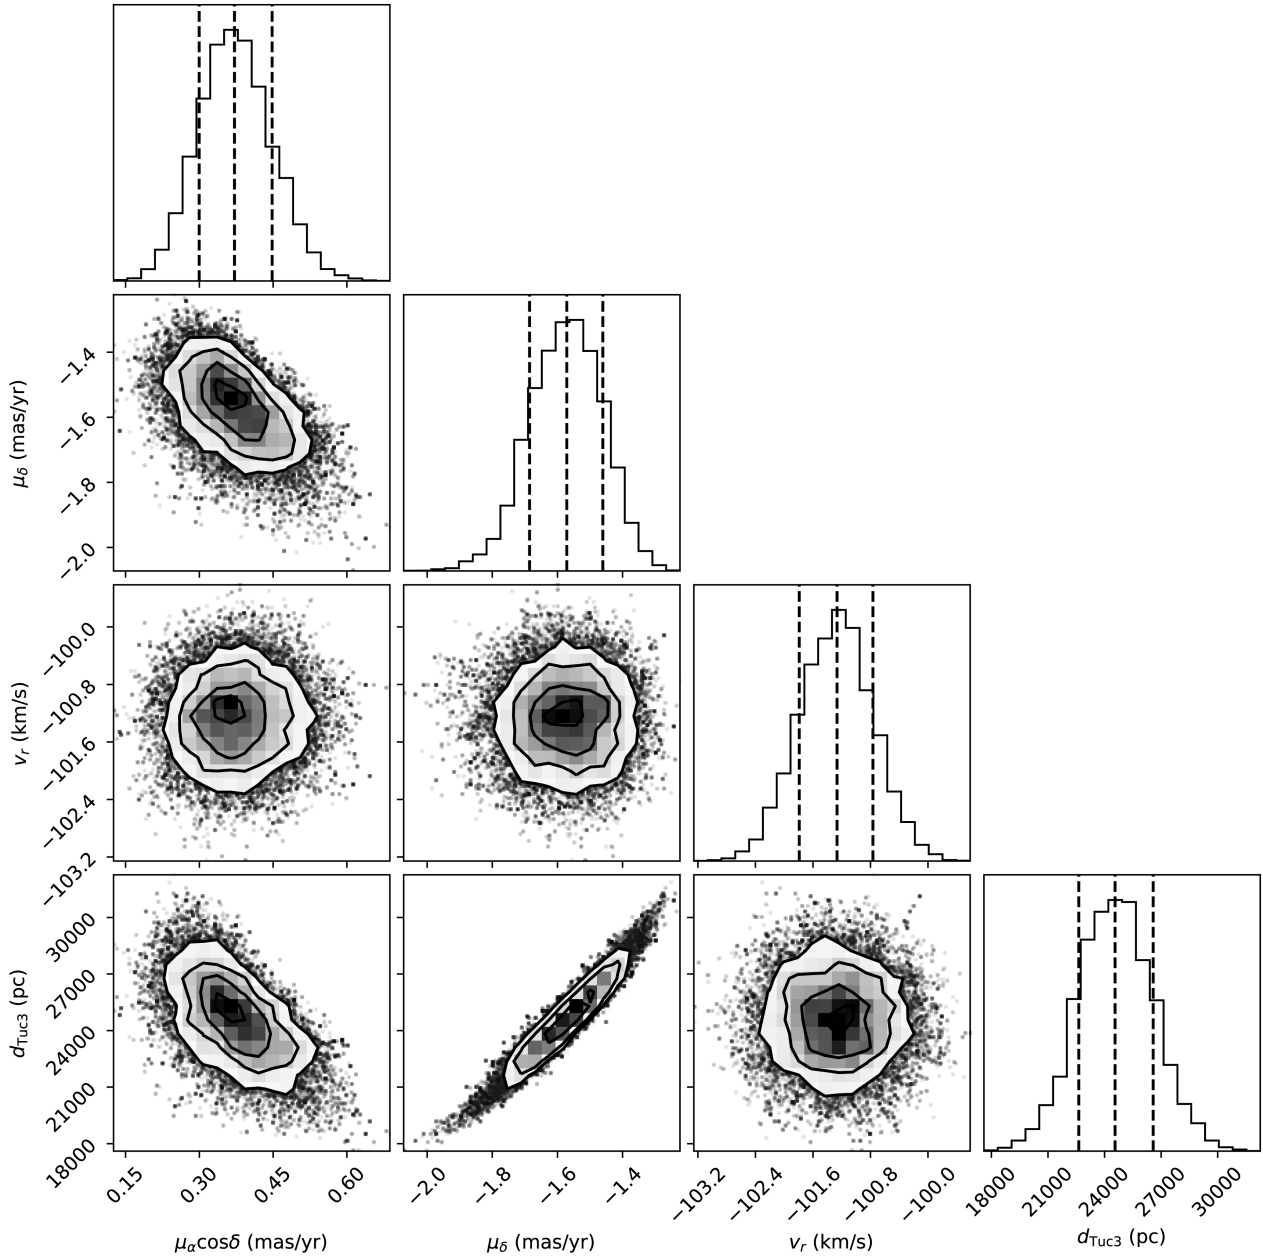 −1.4
−1.6
−1.8
−2.0
μδ (mas/yr)
−100.0
−100.8
−101.6
−102.4
−103.2
vr (km/s)
30000
27000
24000
21000
18000
dTuc3 (pc)
0.15 0.30 0.45 0.60
−2.0 −1.8 −1.6 −1.4
−103.2 −102.4 −101.6 −100.8 −100.0
18000 21000 24000 27000 30000
μαcosδ (mas/yr)
μδ (mas/yr)
vr (km/s)
dTuc3 (pc)